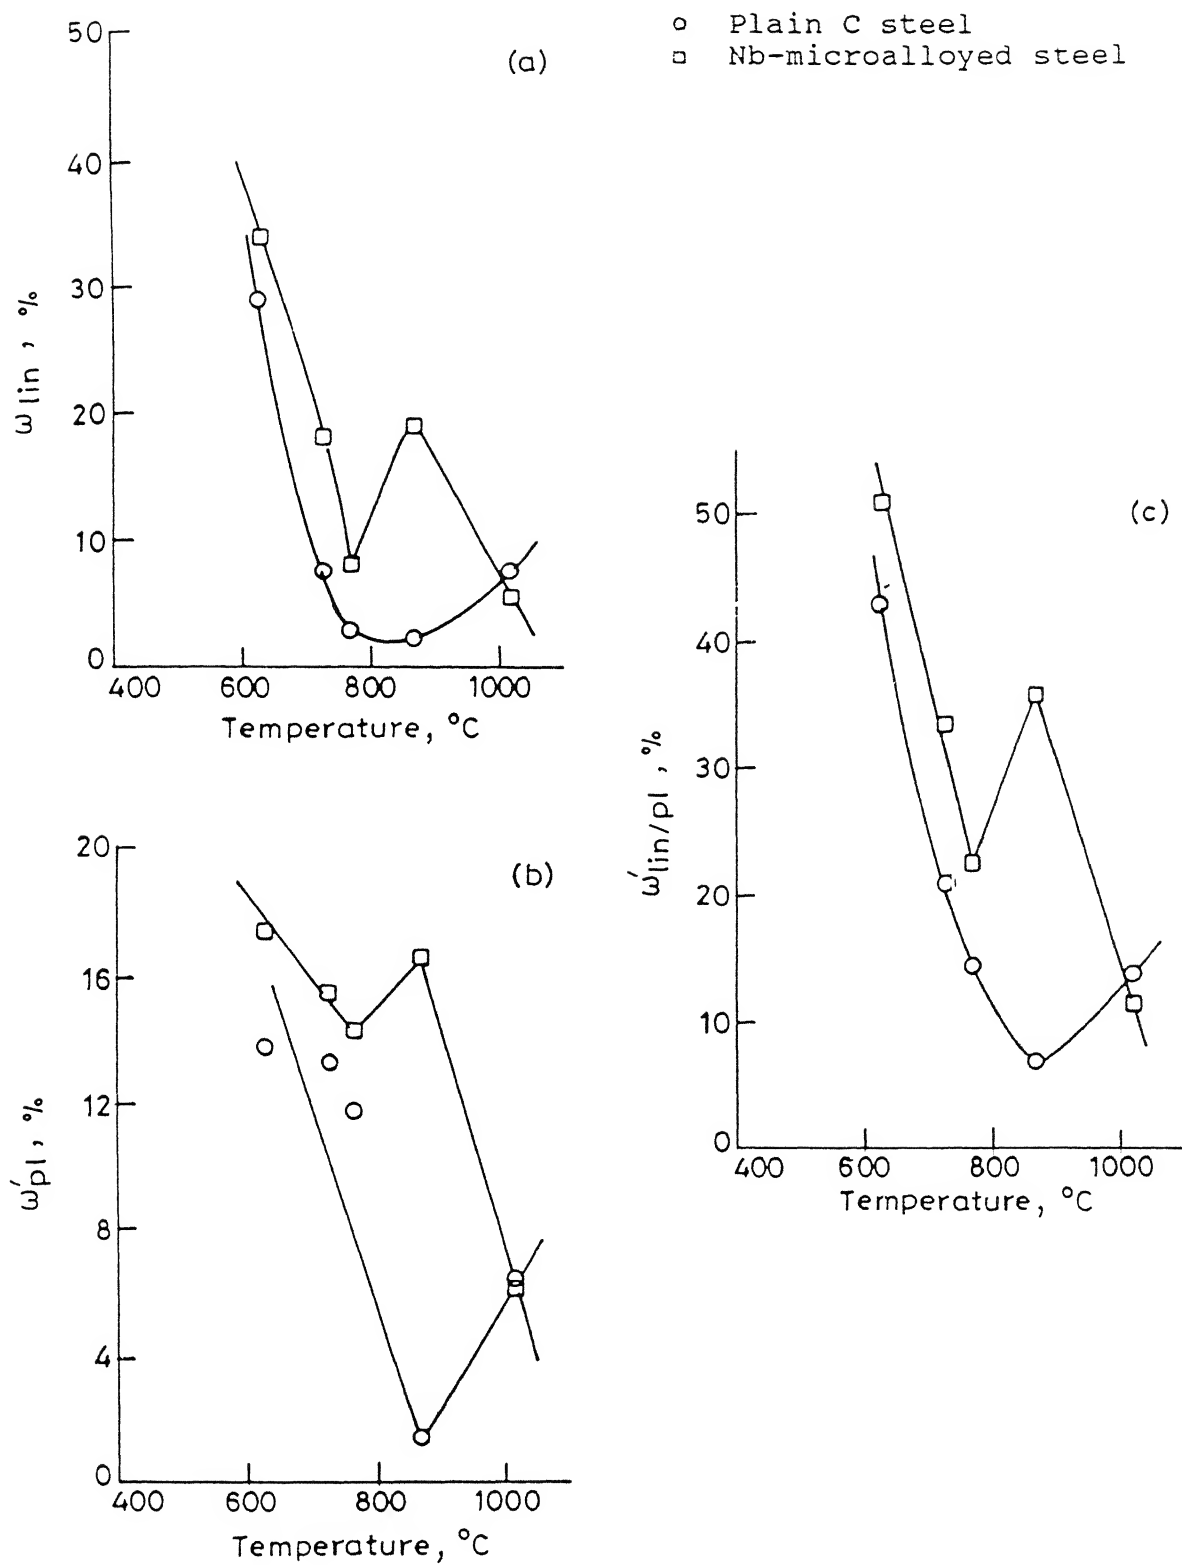 Plain C steel
Nb-microalloyed steel
(a)
50
40
30
20
10
0
400 600 800 1000
ω lin , %
Temperature, °C
(b)
20
16
12
8
4
0
400 600 800 1000
ω′pl , %
Temperature, °C
(c)
50
40
30
20
10
0
400 600 800 1000
ω′lin/pl , %
Temperature, °C